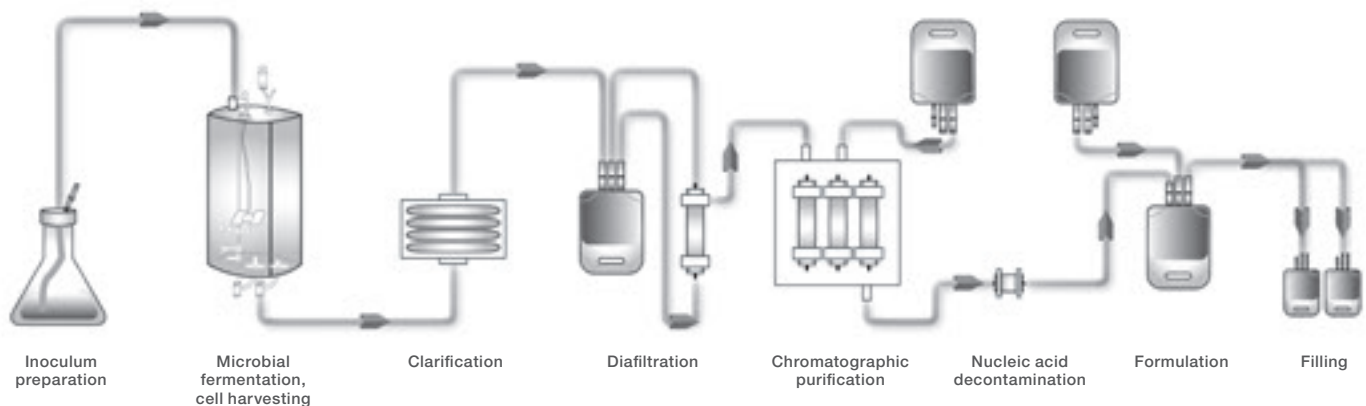 Inoculum
preparation
Microbial
fermentation,
cell harvesting
Clarification
Diafiltration
Chromatographic
purification
Nucleic acid
decontamination
Formulation
Filling